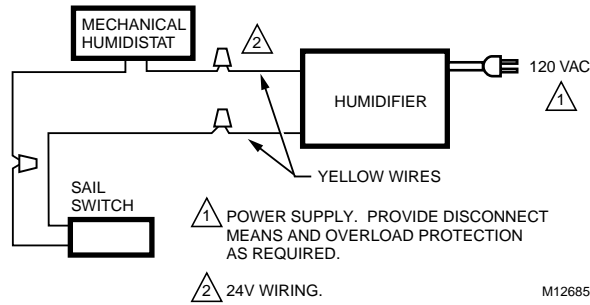 MECHANICAL
HUMIDISTAT
2
120 VAC
1
HUMIDIFIER
YELLOW WIRES
SAIL
SWITCH
1 POWER SUPPLY. PROVIDE DISCONNECT
MEANS AND OVERLOAD PROTECTION
AS REQUIRED.
2 24V WIRING.
M12685